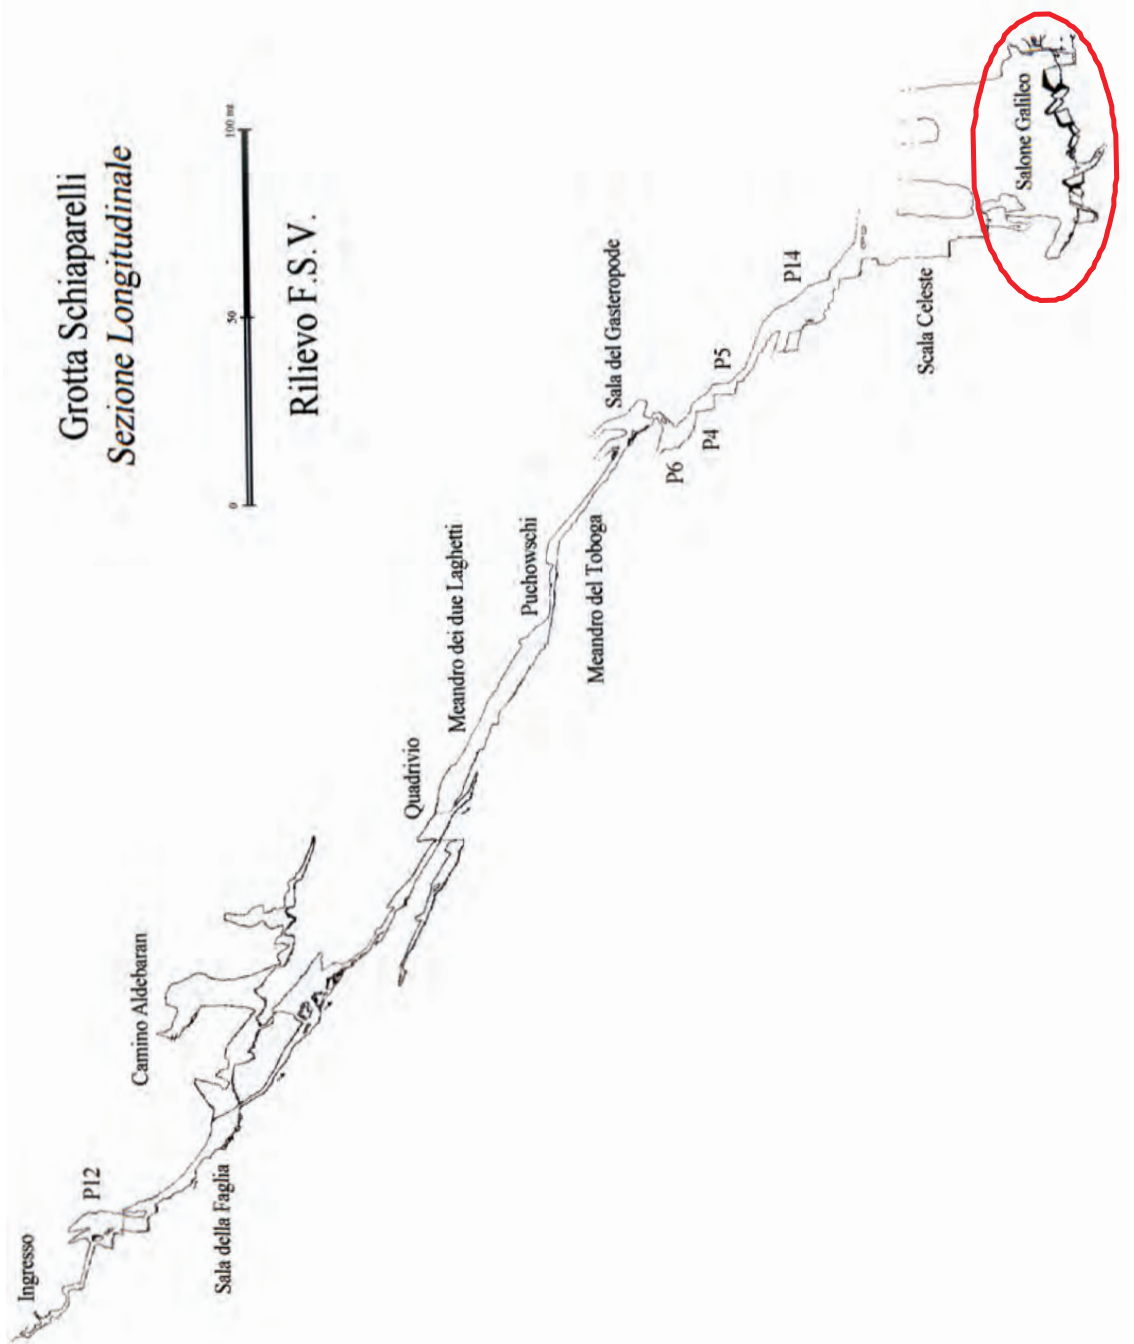 Grotta Schiaparelli
Sezione Longitudinale
0 50 100 m
Rilievo F.S.V.
Ingresso
P12
Sala della Faglia
Camino Aldebaran
Quadrivio
Meandro dei due Laghetti
Puchowschi
Meandro del Toboga
Sala del Gasteropode
P6
P4
P5
P14
Scala Celeste
Salone Galileo